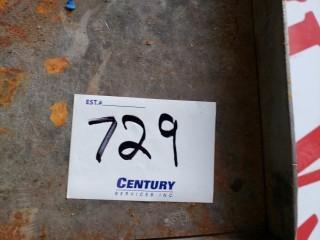 EST.#
729
CENTURY
SERVICES INC